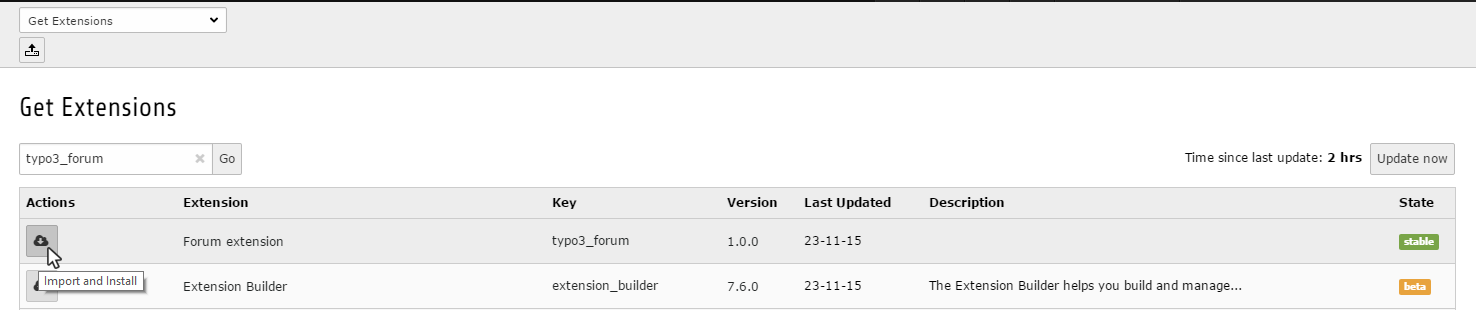 Get Extensions
Get Extensions
typo3_forum Go Time since last update: 2 hrs Update now
Actions Extension Key Version Last Updated Description State
Forum extension typo3_forum 1.0.0 23-11-15 stable
Import and Install
Extension Builder extension_builder 7.6.0 23-11-15 The Extension Builder helps you build and manage... beta